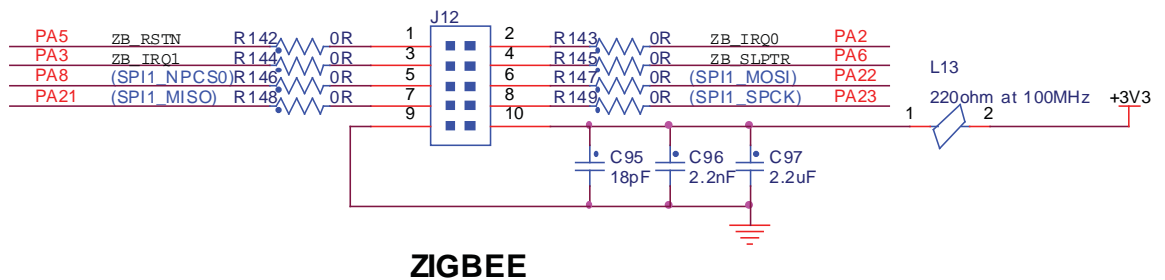 J12
PA5 ZB_RSTN R142 0R 1 2 R143 0R ZB_IRQ0 PA2
PA3 ZB_IRQ1 R144 0R 3 4 R145 0R ZB_SLPTR PA6
PA8 (SPI1_NPCS0) R146 0R 5 6 R147 0R (SPI1_MOSI) PA22
PA21 (SPI1_MISO) R148 0R 7 8 R149 0R (SPI1_SPCK) PA23
9 10
L13
220ohm at 100MHz
1 2
+3V3
C95
18pF
C96
2.2nF
C97
2.2uF
ZIGBEE